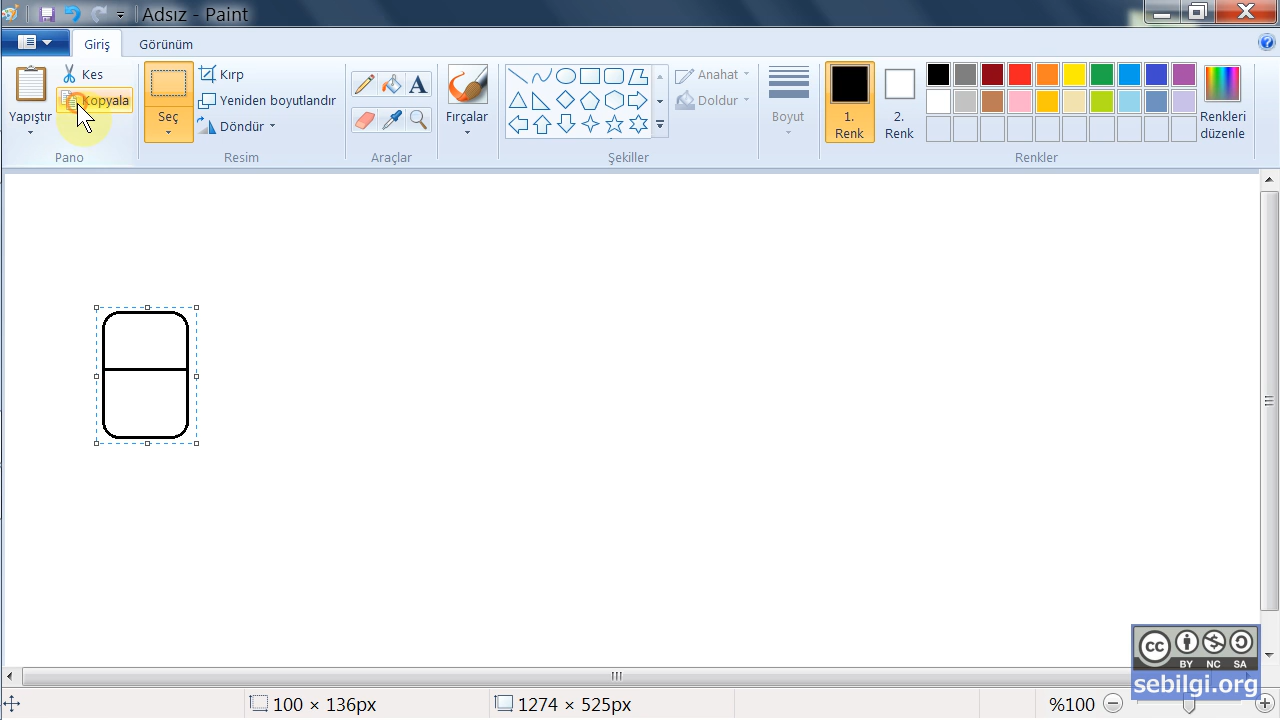 Adsız - Paint
Giriş
Görünüm
Yapıştır
Kes
Kopyala
Pano
Seç
Kırp
Yeniden boyutlandır
Döndür
Resim
A
Araçlar
Fırçalar
Şekiller
Anahat
Doldur
Boyut
1.
Renk
2.
Renk
Renkleri
düzenle
Renkler
cc
BY NC SA
sebilgi.org
100 × 136px
1274 × 525px
%100